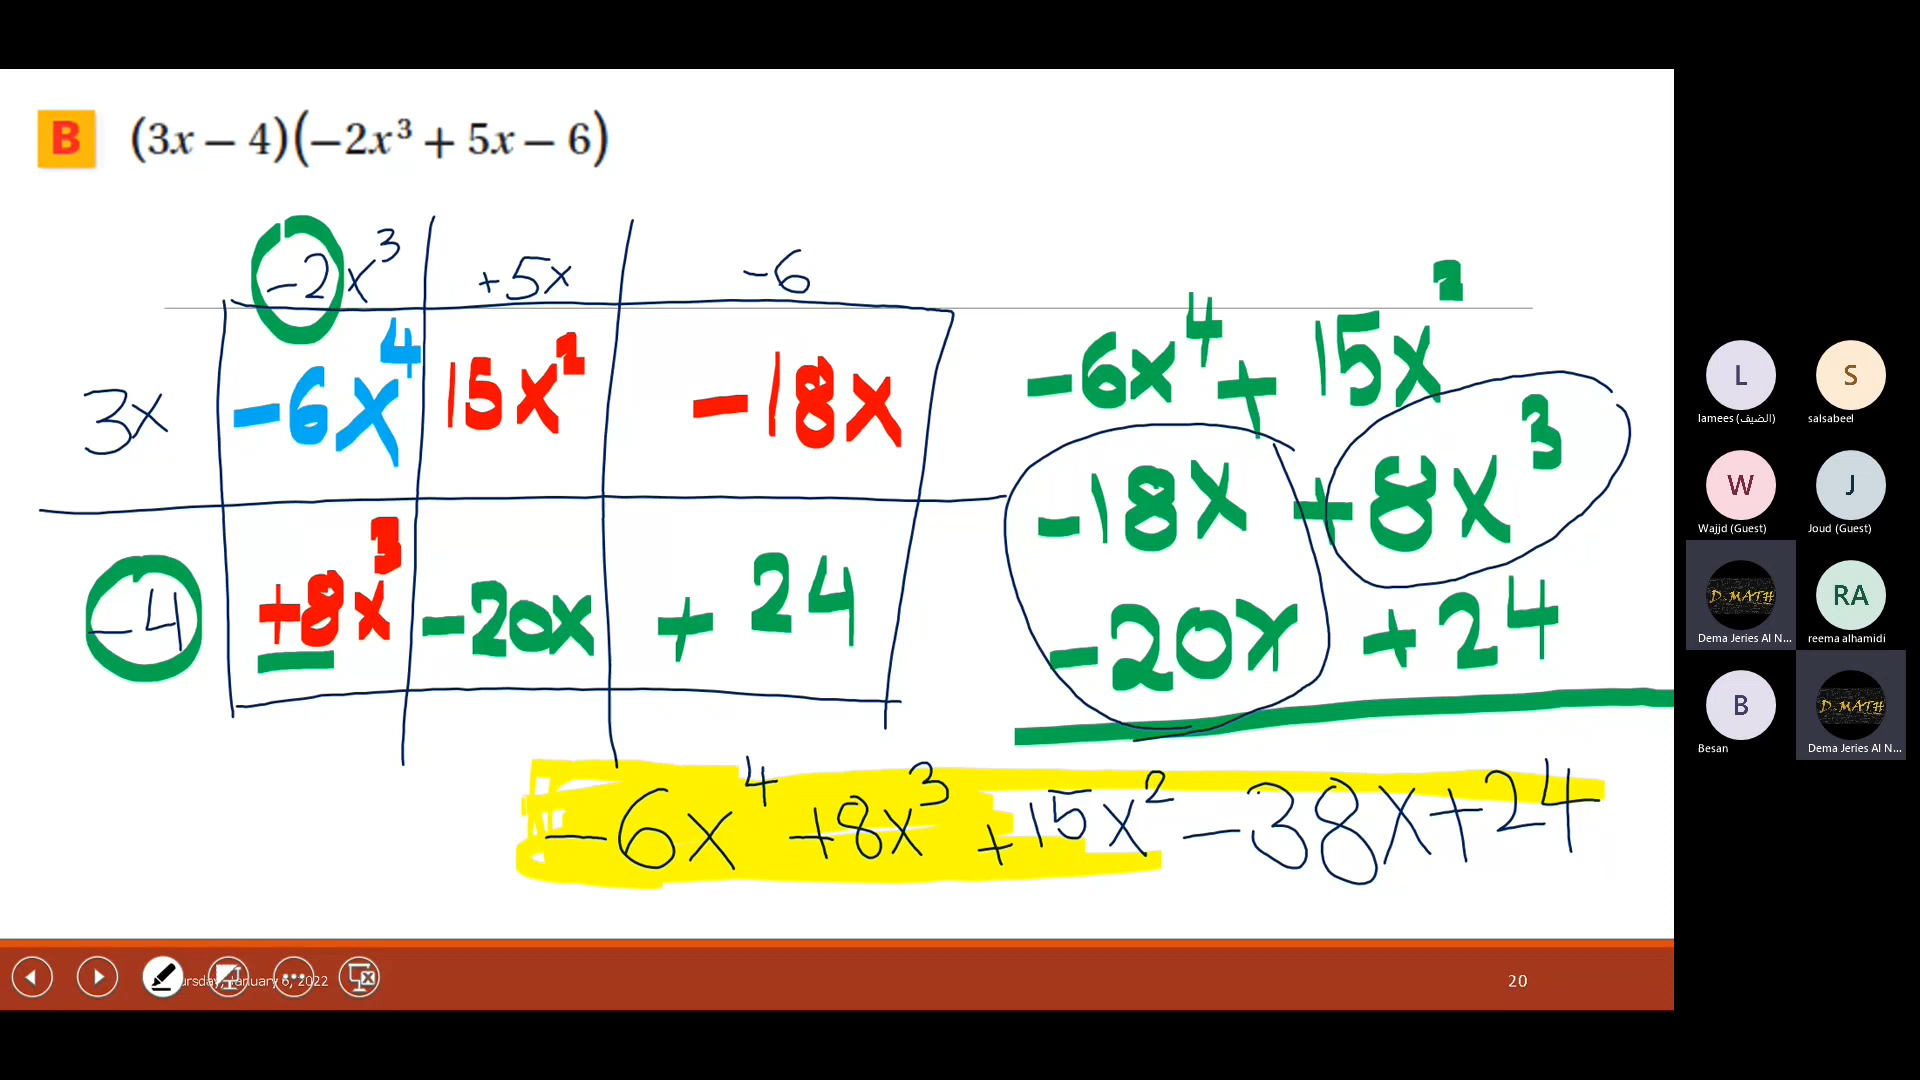 B (3x − 4)(−2x³ + 5x − 6)
-2x³ +5x -6
3x -6x⁴ 15x² -18x
-4 +8x³ -20x +24
-6x⁴ + 15x²
-18x +8x³
-20x +24
-6x⁴ +8x³ +15x² -38x+24
ursday, January 6, 2022
20
L
lamees (الضيف)
S
salsabeel
W
Wajjd (Guest)
J
Joud (Guest)
D.MATH
Dema Jeries Al N...
RA
reema alhamidi
B
Besan
D.MATH
Dema Jeries Al N...